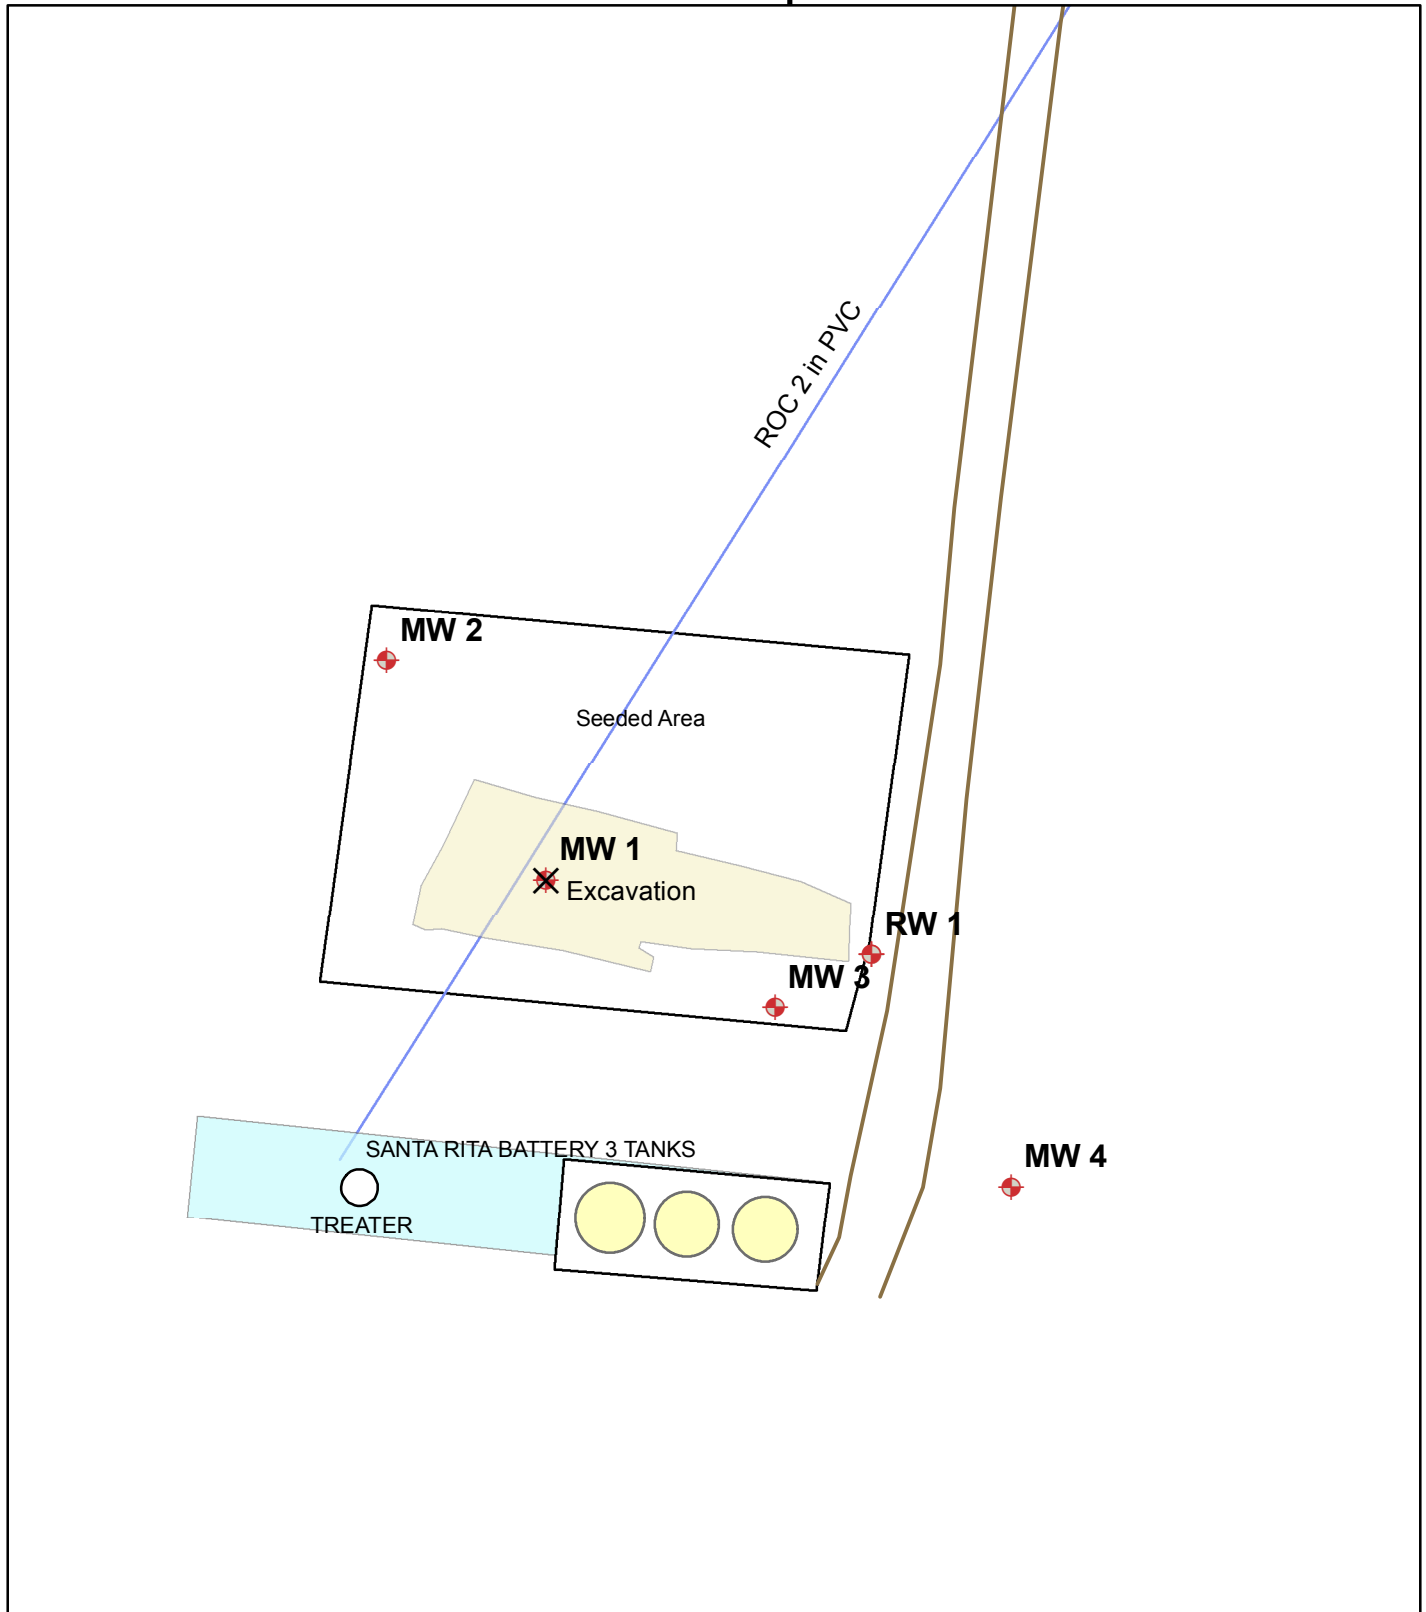 ROC 2 in PVC
MW 2
Seeded Area
MW 1
Excavation
RW 1
MW 3
SANTA RITA BATTERY 3 TANKS
MW 4
TREATER